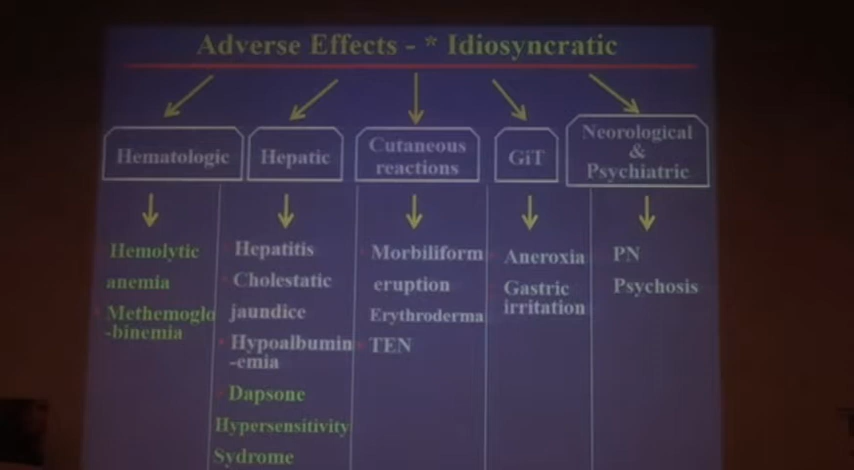 Adverse Effects - * Idiosyncratic
Hematologic
Hepatic
Cutaneous
reactions
GiT
Neorological
&
Psychiatric
Hemolytic
anemia
Methemoglo
-binemia
Hepatitis
Cholestatic
jaundice
Hypoalbumin
-emia
Dapsone
Hypersensitivity
Sydrome
Morbiliform
eruption
Erythroderma
TEN
Aneroxia
Gastric
irritation
PN
Psychosis